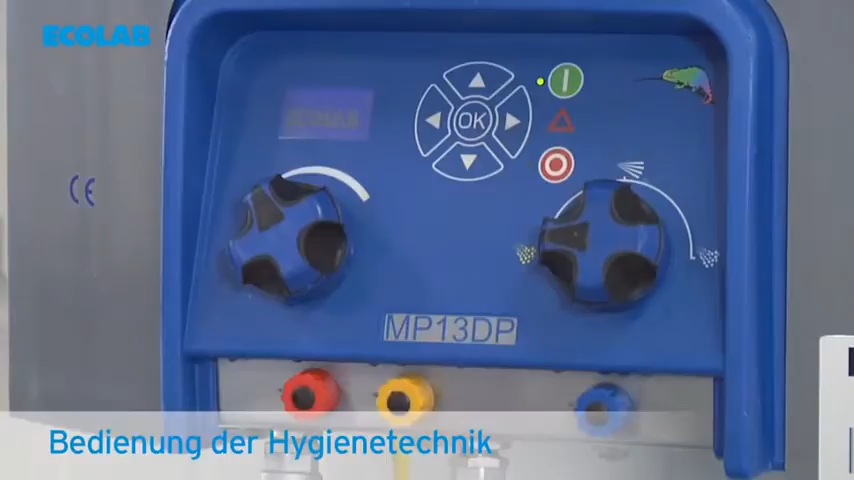 ECOLAB
ECOLAB
OK
CE
MP13DP
Bedienung der Hygienetechnik